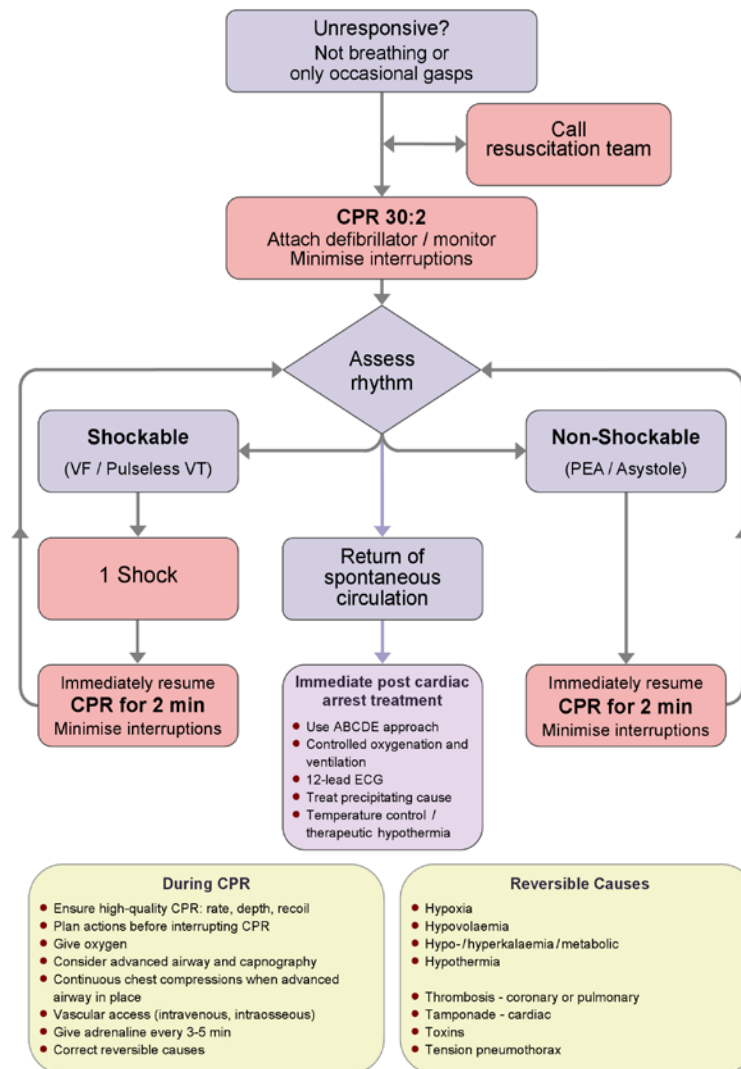 Unresponsive?
Not breathing or
only occasional gasps
Call
resuscitation team
CPR 30:2
Attach defibrillator / monitor
Minimise interruptions
Assess
rhythm
Shockable
(VF / Pulseless VT)
Non-Shockable
(PEA / Asystole)
1 Shock
Return of
spontaneous
circulation
Immediately resume
CPR for 2 min
Minimise interruptions
Immediate post cardiac
arrest treatment
• Use ABCDE approach
• Controlled oxygenation and
ventilation
• 12-lead ECG
• Treat precipitating cause
• Temperature control /
therapeutic hypothermia
Immediately resume
CPR for 2 min
Minimise interruptions
During CPR
• Ensure high-quality CPR: rate, depth, recoil
• Plan actions before interrupting CPR
• Give oxygen
• Consider advanced airway and capnography
• Continuous chest compressions when advanced
airway in place
• Vascular access (intravenous, intraosseous)
• Give adrenaline every 3-5 min
• Correct reversible causes
Reversible Causes
• Hypoxia
• Hypovolaemia
• Hypo-/hyperkalaemia/metabolic
• Hypothermia
• Thrombosis - coronary or pulmonary
• Tamponade - cardiac
• Toxins
• Tension pneumothorax